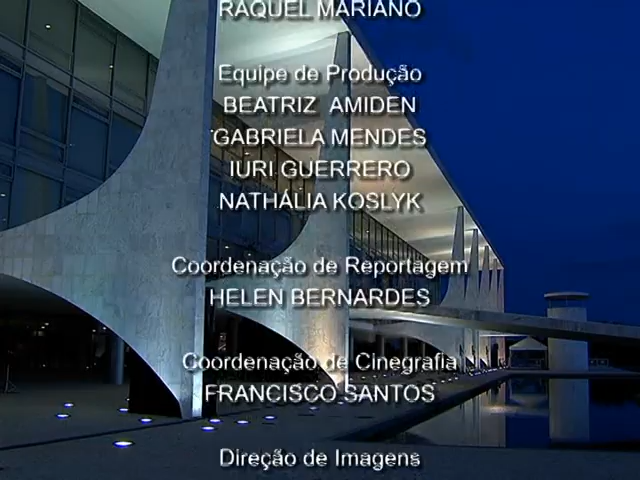 RAQUEL MARIANO
Equipe de Produção
BEATRIZ AMIDEN
GABRIELA MENDES
IURI GUERRERO
NATHÁLIA KOSLYK
Coordenação de Reportagem
HELEN BERNARDES
Coordenação de Cinegrafia
FRANCISCO SANTOS
Direção de Imagens